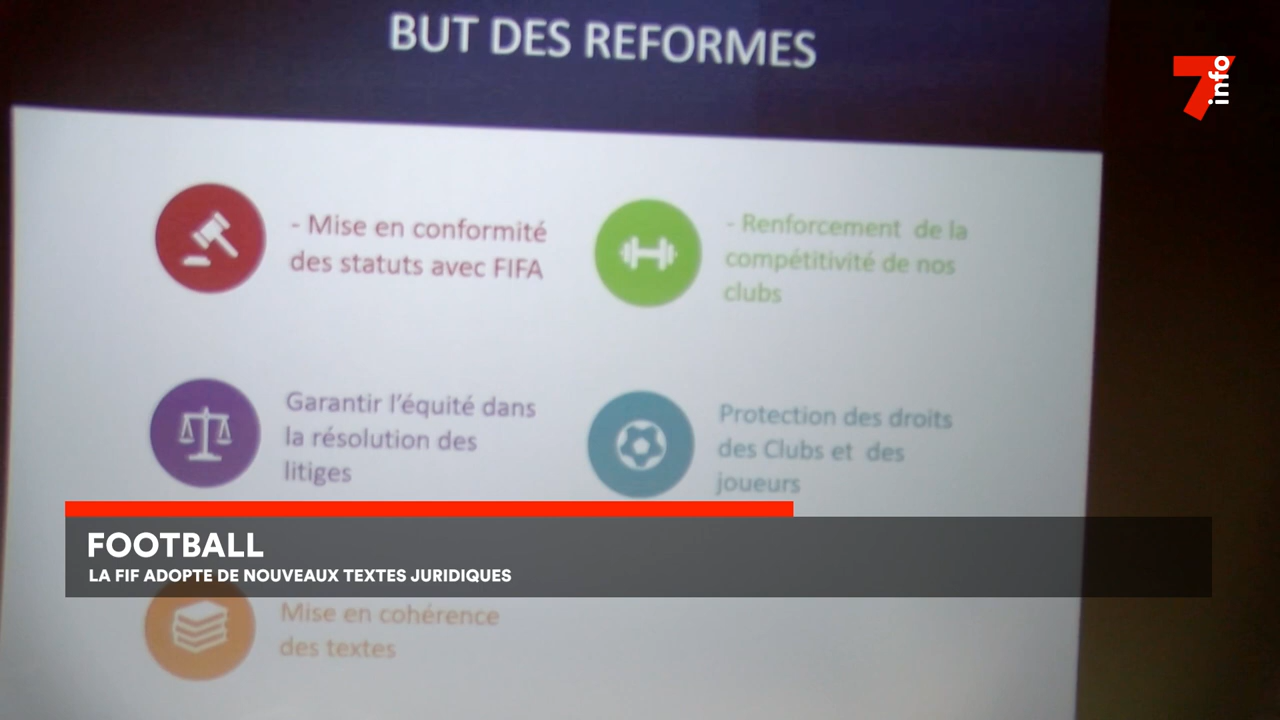 BUT DES REFORMES
7 info
- Mise en conformité
des statuts avec FIFA
- Renforcement de la
compétitivité de nos
clubs
Garantir l'équité dans
la résolution des
litiges
Protection des droits
des Clubs et des
joueurs
FOOTBALL
LA FIF ADOPTE DE NOUVEAUX TEXTES JURIDIQUES
Mise en cohérence
des textes